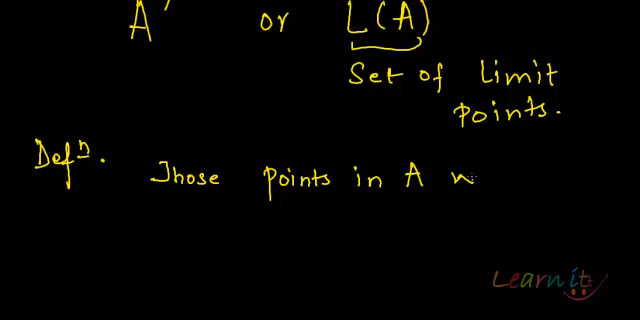 A' or L(A)
Set of Limit
points.
Defⁿ. Those points in A w
Learnit